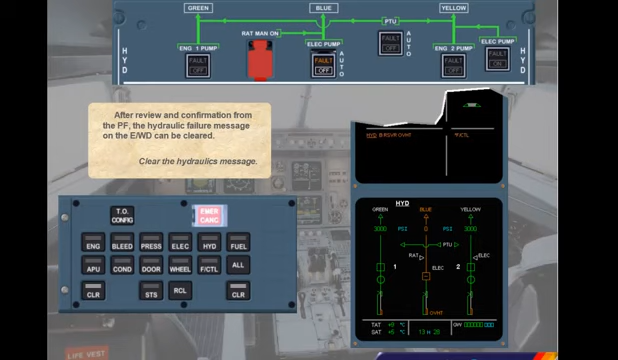 GREEN
BLUE
YELLOW
PTU
RAT MAN ON
ENG 1 PUMP
ELEC PUMP
ENG 2 PUMP
ELEC PUMP
HYD
FAULT
OFF
FAULT
OFF
AUTO
FAULT
OFF
AUTO
FAULT
OFF
FAULT
ON
HYD
After review and confirmation from
the PF, the hydraulic failure message
on the E/WD can be cleared.
Clear the hydraulics message.
HYD B RSVR OVHT
*F/CTL
T.O.
CONFIG
EMER
CANC
ENG
BLEED
PRESS
ELEC
HYD
FUEL
APU
COND
DOOR
WHEEL
F/CTL
ALL
CLR
STS
RCL
CLR
HYD
GREEN
BLUE
YELLOW
3000
PSI
0
PSI
3000
PTU
RAT
ELEC
1
ELEC
2
OVHT
TAT +9 °C
SAT +6 °C
13 H 28
GW
LIFE VEST